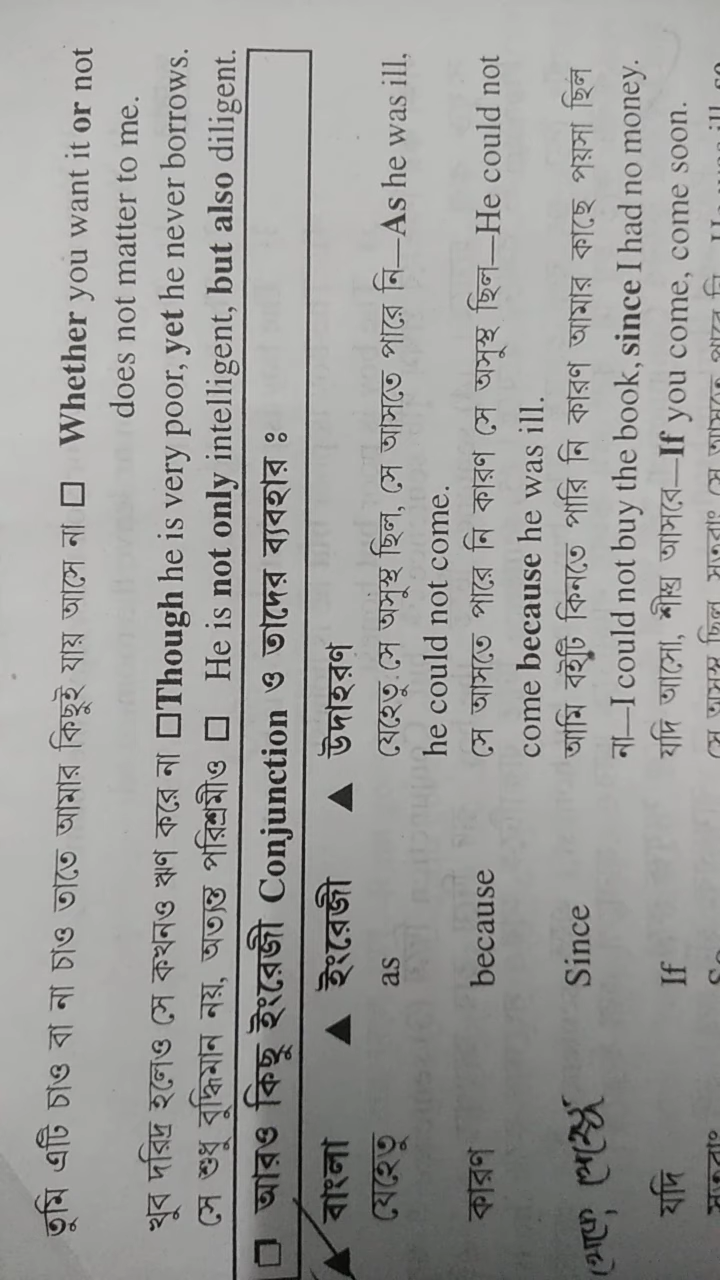 তুমি এটি চাও বা না চাও তাতে আমার কিছুই যায় আসে না □ Whether you want it or not
does not matter to me.
খুব দরিদ্র হলেও সে কখনও ঋণ করে না □Though he is very poor, yet he never borrows.
সে শুধু বুদ্ধিমান নয়, অত্যন্ত পরিশ্রমীও □ He is not only intelligent, but also diligent.
□ আরও কিছু ইংরেজী Conjunction ও তাদের ব্যবহার ঃ
▲ বাংলা ▲ ইংরেজী ▲ উদাহরণ
যেহেতু as যেহেতু সে অসুস্থ ছিল, সে আসতে পারে নি—As he was ill,
he could not come.
কারণ because সে আসতে পারে নি কারণ সে অসুস্থ ছিল—He could not
come because he was ill.
Since আমি বইটি কিনতে পারি নি কারণ আমার কাছে পয়সা ছিল
না—I could not buy the book, since I had no money.
যদি If যদি আসো, শীঘ্র আসবে—If you come, come soon.